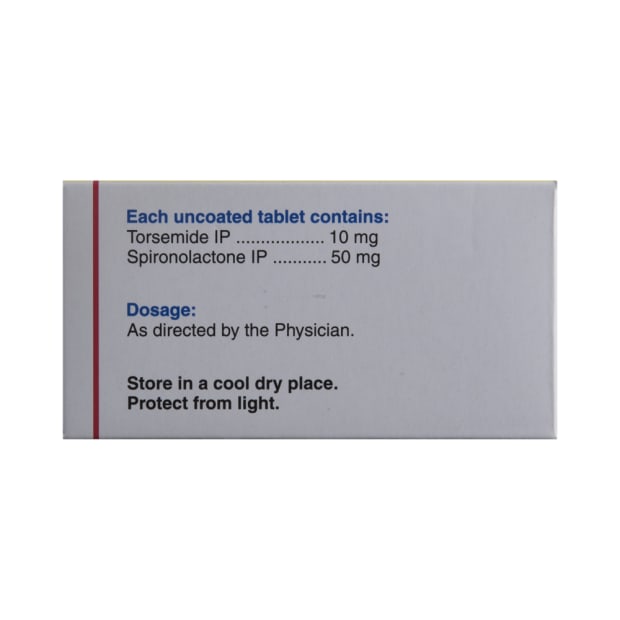 Each uncoated tablet contains:
Torsemide IP .................. 10 mg
Spironolactone IP ........... 50 mg
Dosage:
As directed by the Physician.
Store in a cool dry place.
Protect from light.